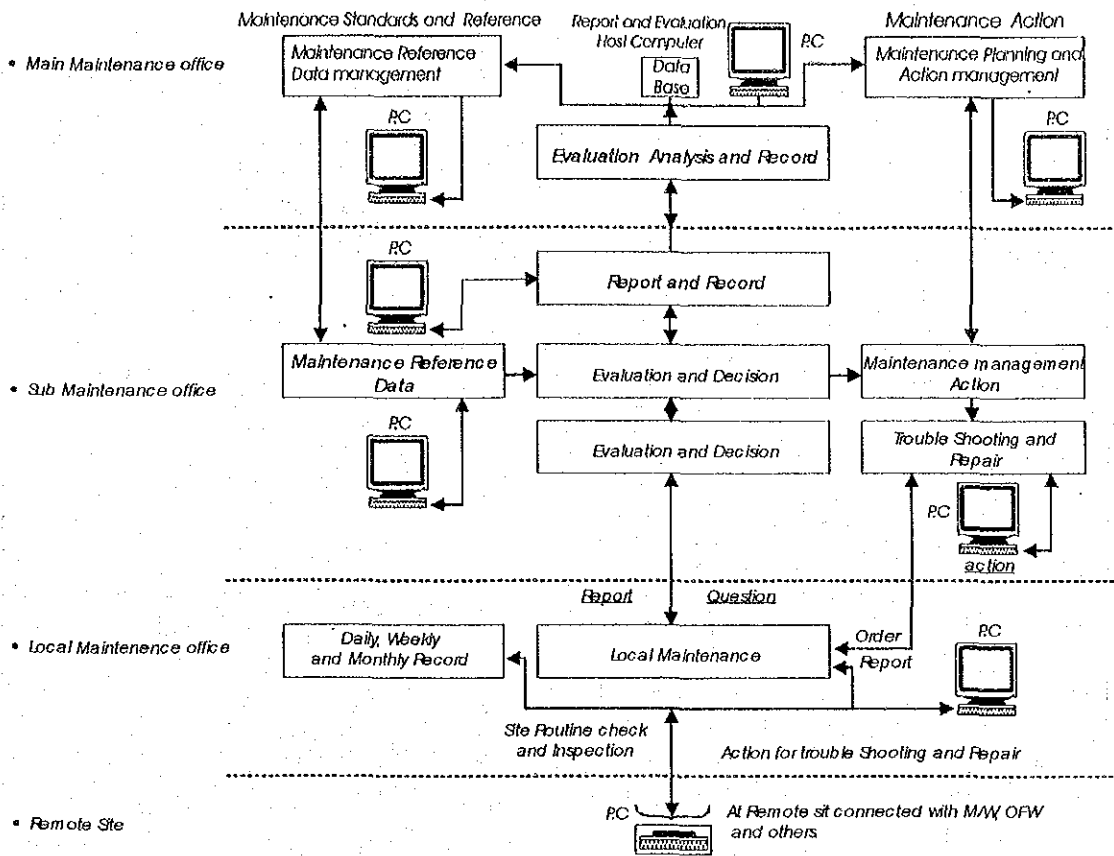 Maintenance Standards and Reference
Report and Evaluation
Host Computer
Maintenance Action
• Main Maintenance office
Maintenance Reference
Data management
Data
Base
P.C
Maintenance Planning and
Action management
P.C
P.C
Evaluation Analysis and Record
P.C
Report and Record
• Sub Maintenance office
Maintenance Reference
Data
Evaluation and Decision
Maintenance management
Action
P.C
Evaluation and Decision
Trouble Shooting and
Repair
P.C
action
Report
Question
• Local Maintenence office
Daily, Weekly
and Monthly Record
Local Maintenance
Order
Report
P.C
Site Routine check
and Inspection
Action for trouble Shooting and Repair
• Remote Site
P.C
At Remote sit connected with M/W, OFW
and others